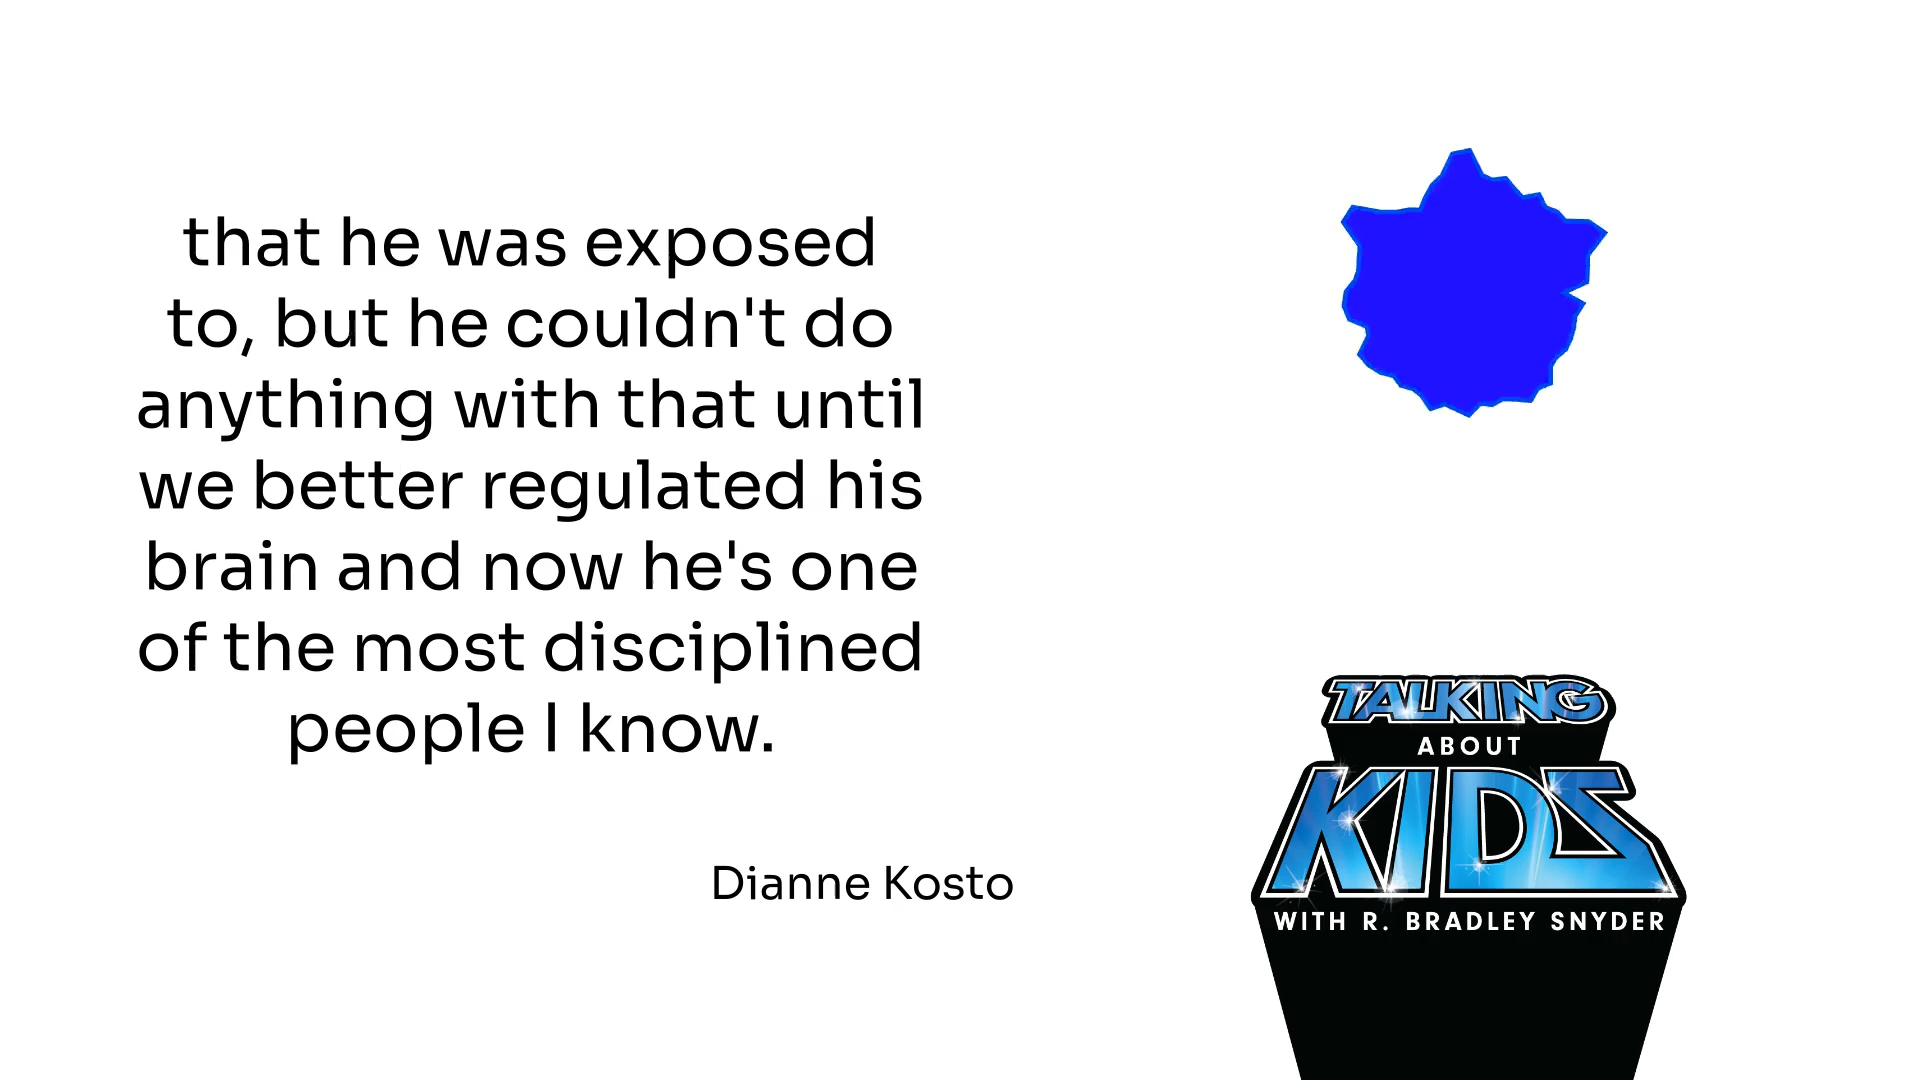 that he was exposed
to, but he couldn't do
anything with that until
we better regulated his
brain and now he's one
of the most disciplined
people I know.
Dianne Kosto
TALKING
ABOUT
KIDS
WITH R. BRADLEY SNYDER